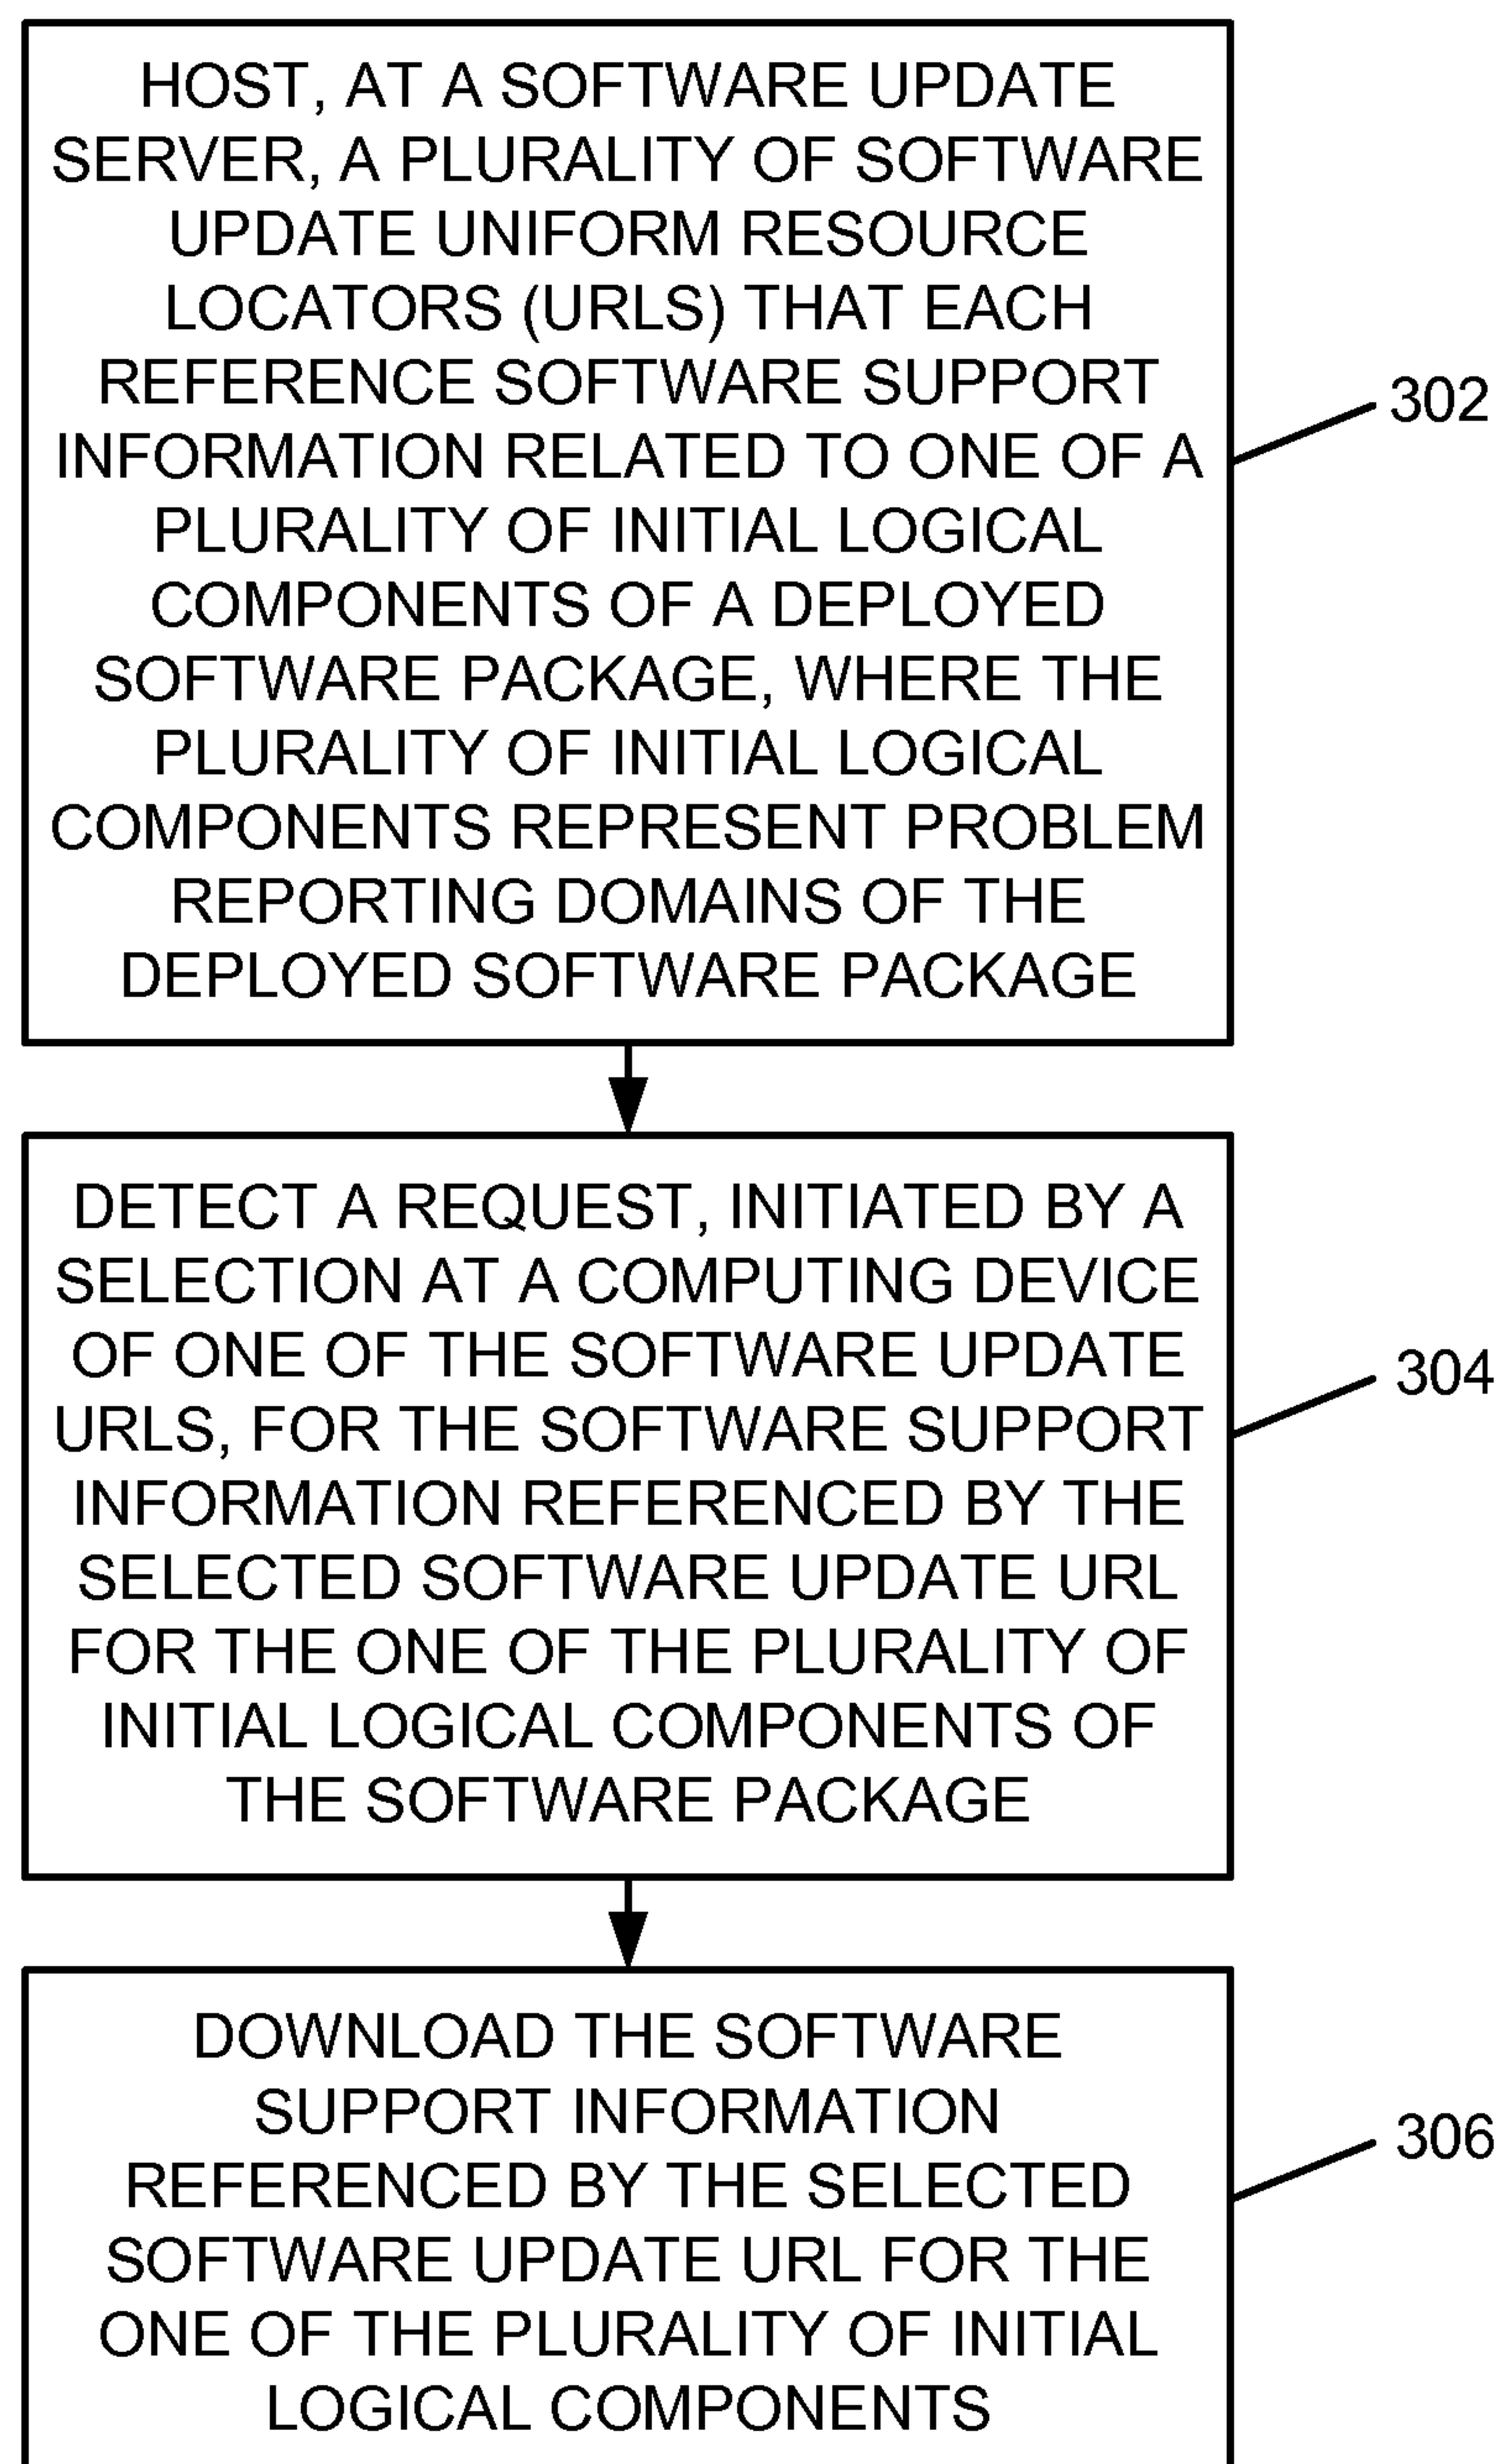 HOST, AT A SOFTWARE UPDATE
SERVER, A PLURALITY OF SOFTWARE
UPDATE UNIFORM RESOURCE
LOCATORS (URLS) THAT EACH
REFERENCE SOFTWARE SUPPORT
INFORMATION RELATED TO ONE OF A
PLURALITY OF INITIAL LOGICAL
COMPONENTS OF A DEPLOYED
SOFTWARE PACKAGE, WHERE THE
PLURALITY OF INITIAL LOGICAL
COMPONENTS REPRESENT PROBLEM
REPORTING DOMAINS OF THE
DEPLOYED SOFTWARE PACKAGE
302
DETECT A REQUEST, INITIATED BY A
SELECTION AT A COMPUTING DEVICE
OF ONE OF THE SOFTWARE UPDATE
URLS, FOR THE SOFTWARE SUPPORT
INFORMATION REFERENCED BY THE
SELECTED SOFTWARE UPDATE URL
FOR THE ONE OF THE PLURALITY OF
INITIAL LOGICAL COMPONENTS OF
THE SOFTWARE PACKAGE
304
DOWNLOAD THE SOFTWARE
SUPPORT INFORMATION
REFERENCED BY THE SELECTED
SOFTWARE UPDATE URL FOR THE
ONE OF THE PLURALITY OF INITIAL
LOGICAL COMPONENTS
306